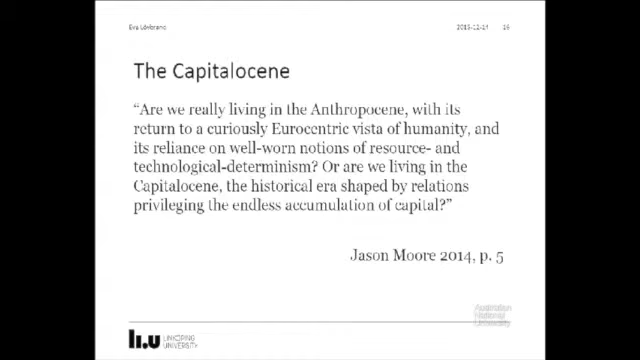 Eva Lövbrand
2015-12-14 16
The Capitalocene
“Are we really living in the Anthropocene, with its
return to a curiously Eurocentric vista of humanity, and
its reliance on well-worn notions of resource- and
technological-determinism? Or are we living in the
Capitalocene, the historical era shaped by relations
privileging the endless accumulation of capital?”
Jason Moore 2014, p. 5
Australian
National
University
LINKÖPING
UNIVERSITY